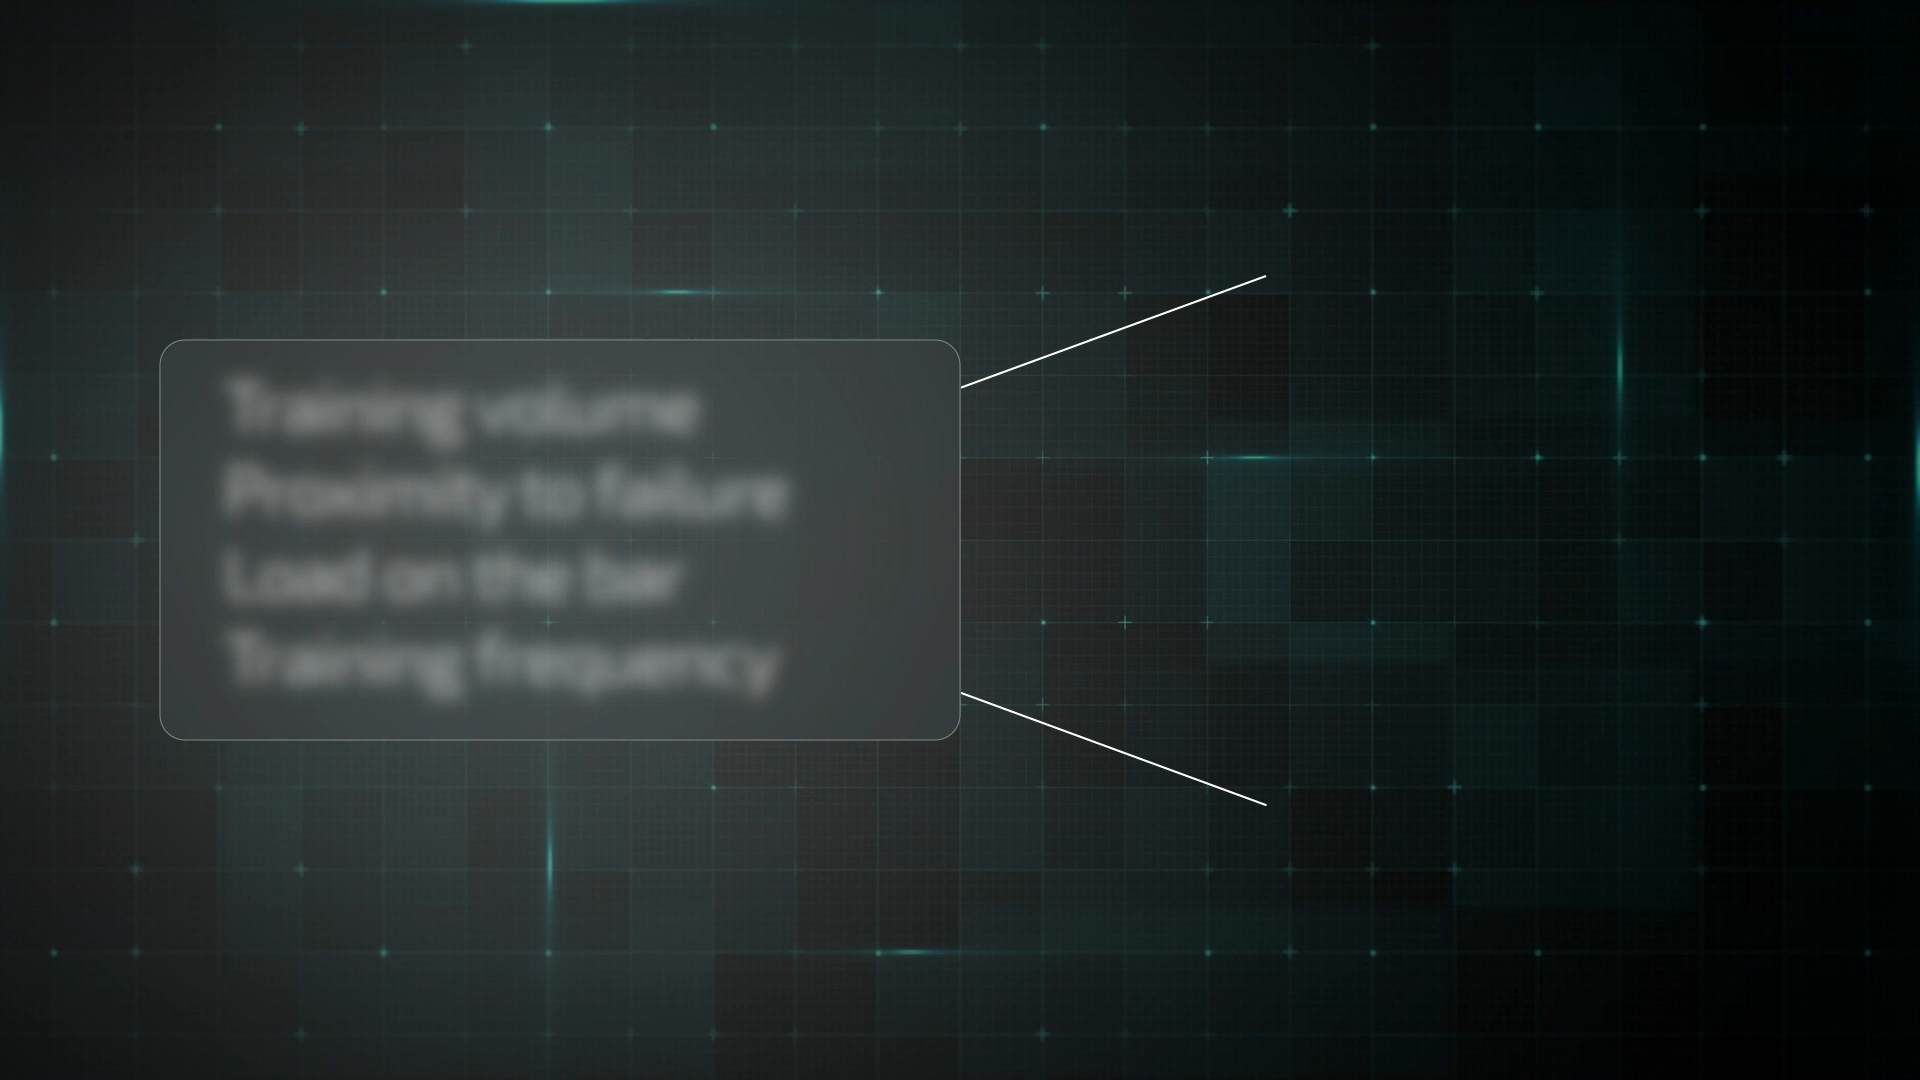 Training volume
Proximity to failure
Load on the bar
Training frequency